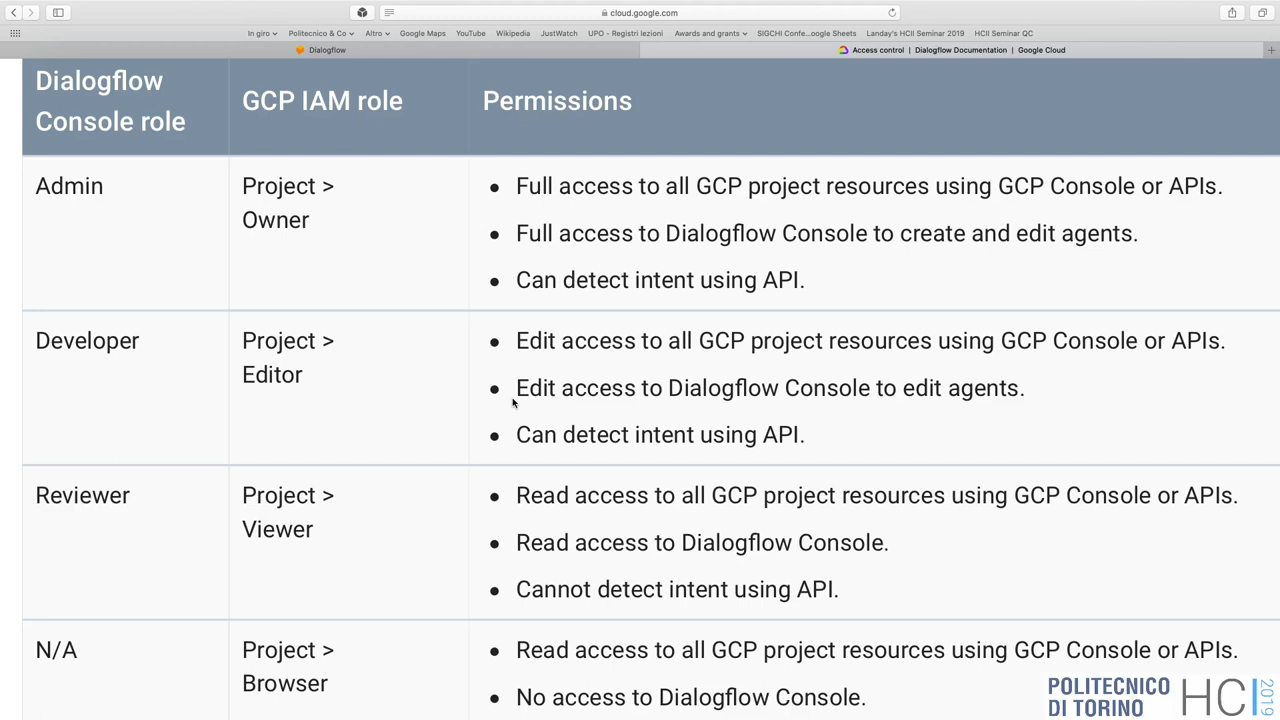 cloud.google.com
In giro
Politecnico & Co
Altro
Google Maps
YouTube
Wikipedia
JustWatch
UPO - Registri lezioni
Awards and grants
SIGCHI Confe...oogle Sheets
Landay's HCII Seminar 2019
HCII Seminar QC
Dialogflow
Access control | Dialogflow Documentation | Google Cloud
Dialogflow
Console role
GCP IAM role
Permissions
Admin
Project >
Owner
• Full access to all GCP project resources using GCP Console or APIs.
• Full access to Dialogflow Console to create and edit agents.
• Can detect intent using API.
Developer
Project >
Editor
• Edit access to all GCP project resources using GCP Console or APIs.
• Edit access to Dialogflow Console to edit agents.
• Can detect intent using API.
Reviewer
Project >
Viewer
• Read access to all GCP project resources using GCP Console or APIs.
• Read access to Dialogflow Console.
• Cannot detect intent using API.
N/A
Project >
Browser
• Read access to all GCP project resources using GCP Console or APIs.
• No access to Dialogflow Console.
POLITECNICO
DI TORINO
HCI
2019